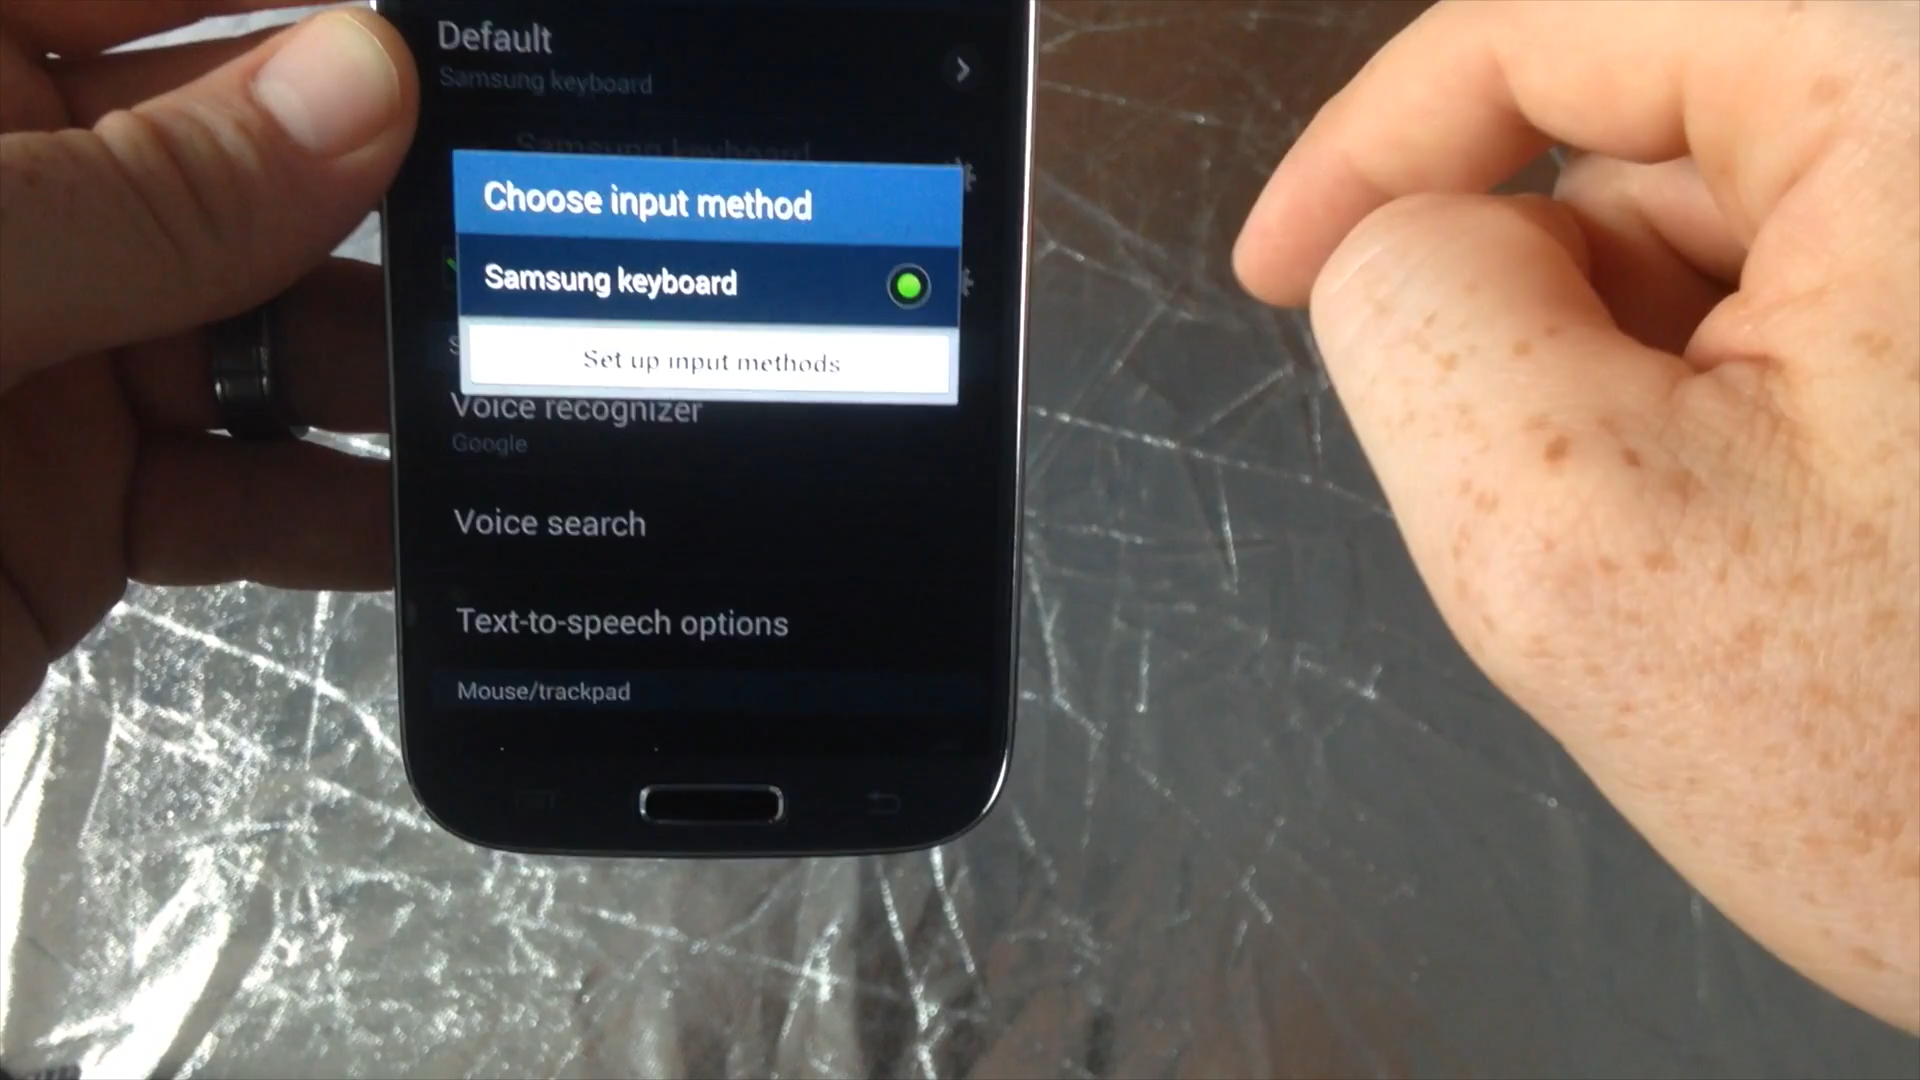 Default
Samsung keyboard
Samsung keyboard
Choose input method
Samsung keyboard
Set up input methods
Voice recognizer
Google
Voice search
Text-to-speech options
Mouse/trackpad